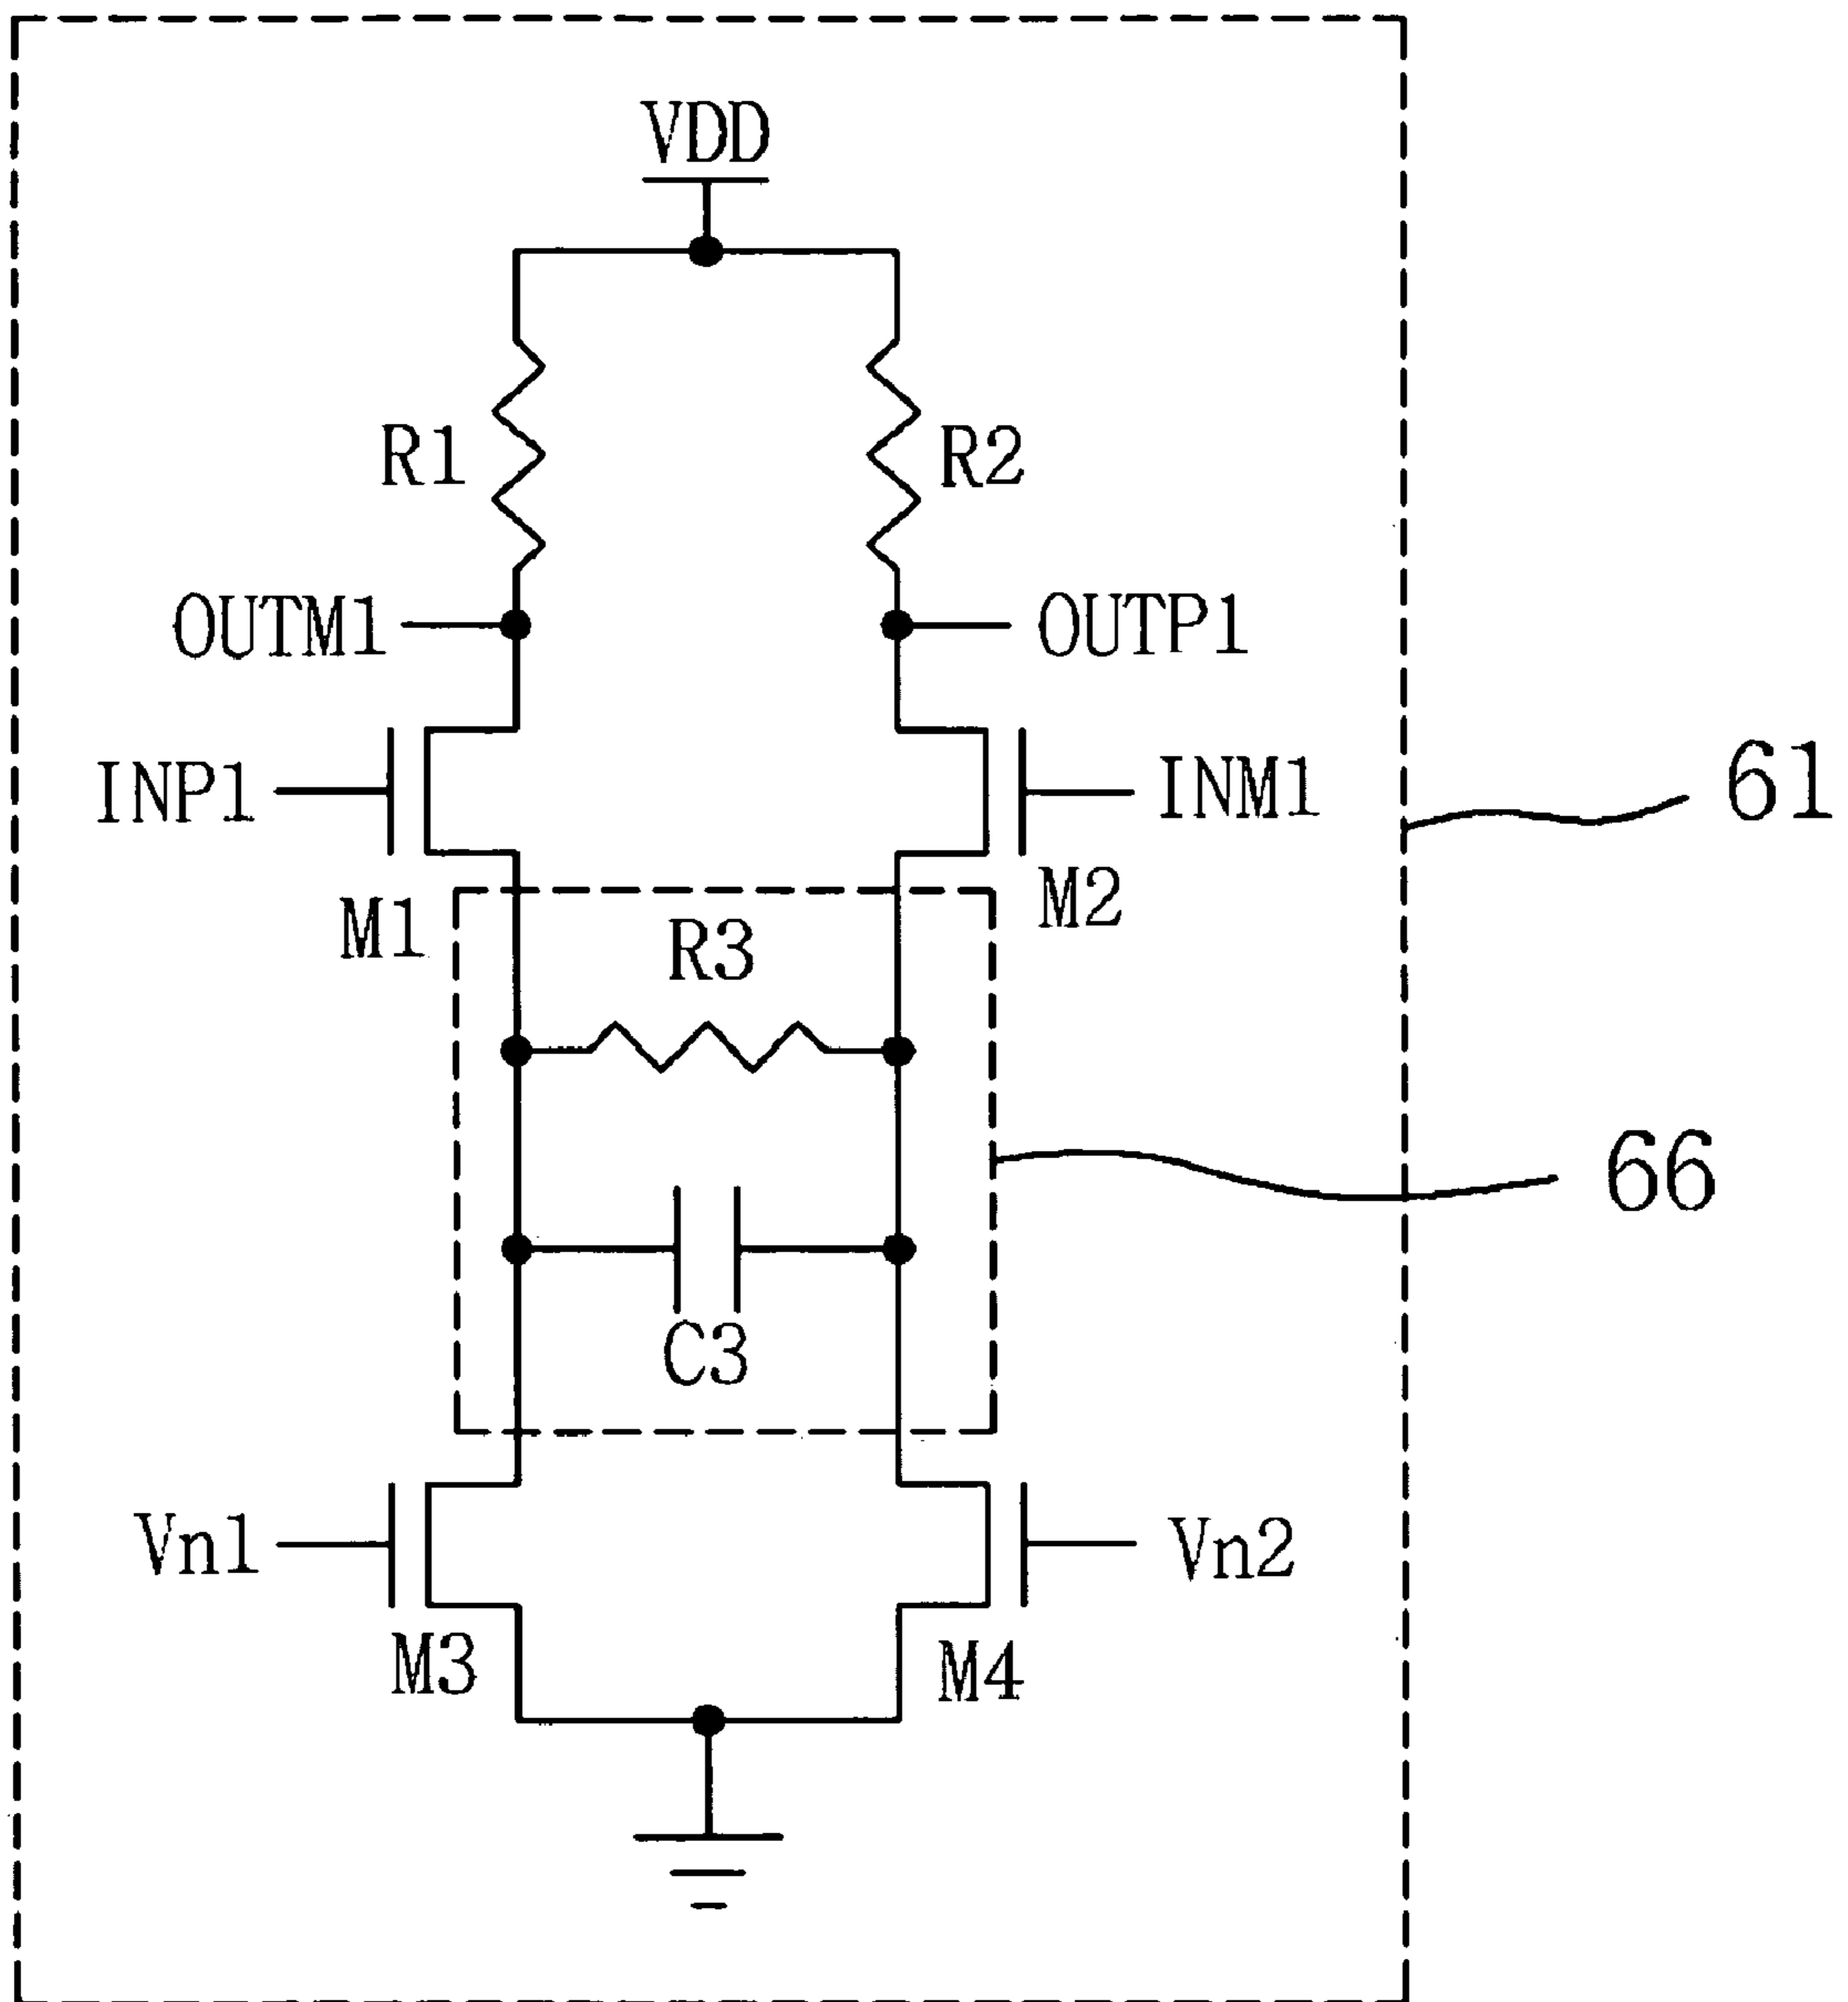 VDD
R1
R2
OUTM1
OUTP1
INP1
INM1
61
M1
M2
R3
66
C3
Vn1
Vn2
M3
M4